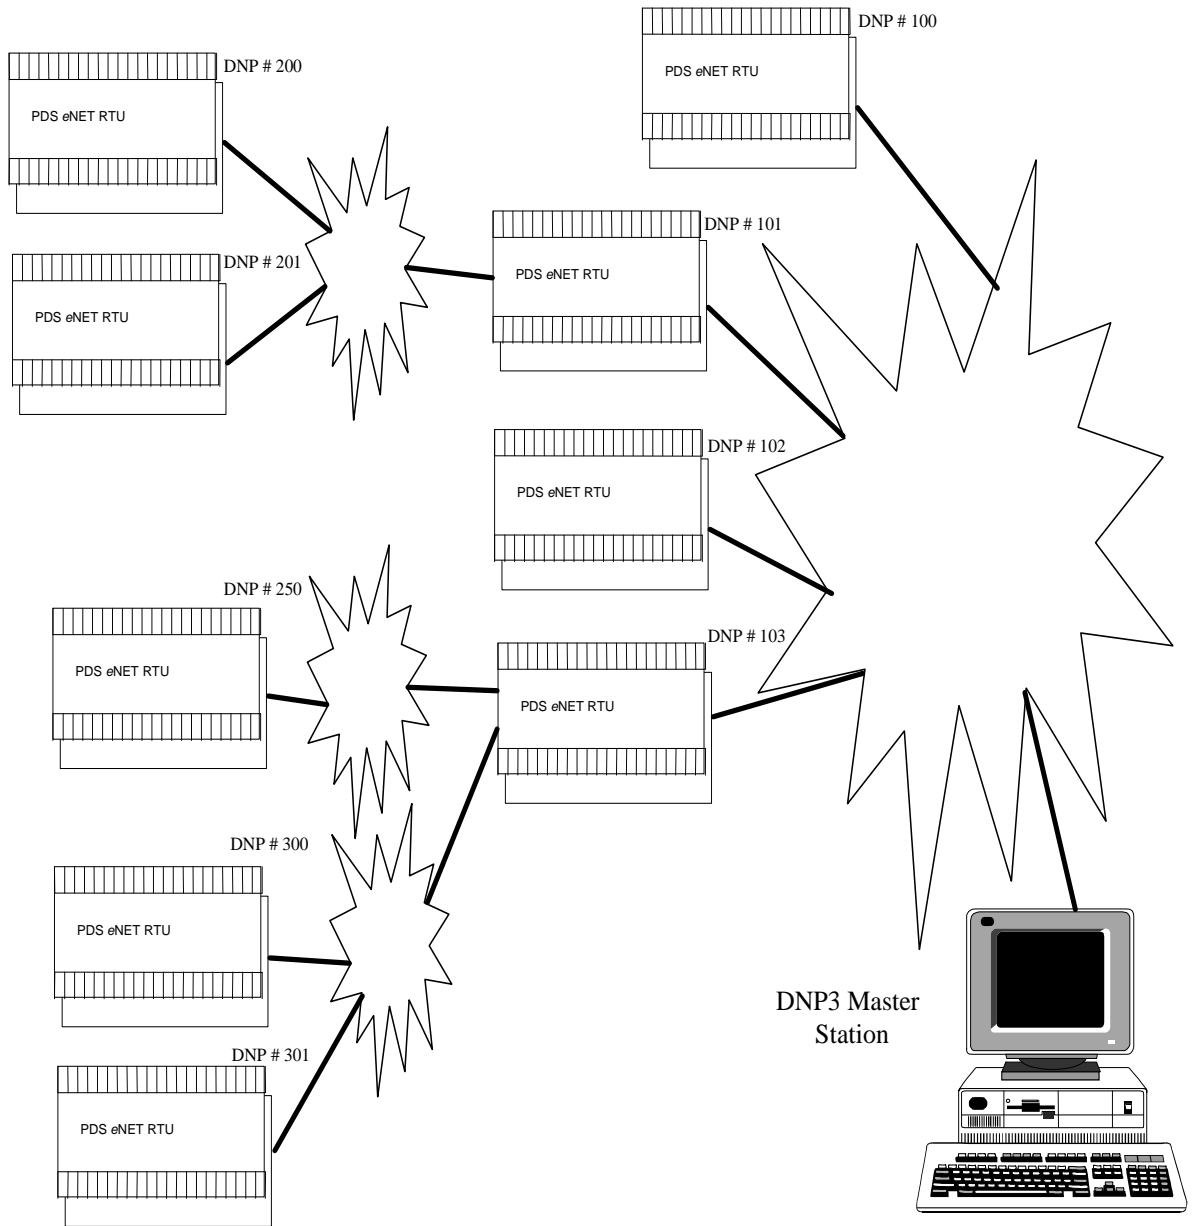 DNP # 100
PDS eNET RTU
DNP # 200
PDS eNET RTU
DNP # 101
PDS eNET RTU
DNP # 201
PDS eNET RTU
DNP # 102
PDS eNET RTU
DNP # 250
PDS eNET RTU
DNP # 103
PDS eNET RTU
DNP # 300
PDS eNET RTU
DNP3 Master
Station
DNP # 301
PDS eNET RTU